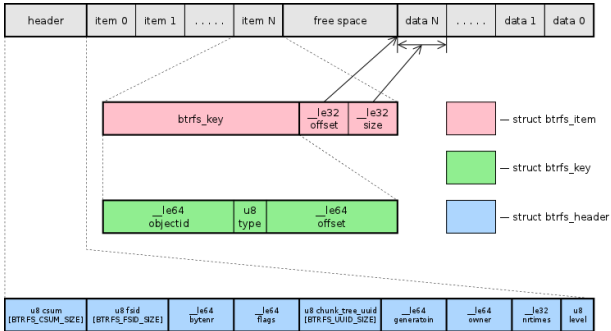 header item 0 item 1 ..... item N free space data N ..... data 1 data 0
btrfs_key __le32 offset __le32 size
— struct btrfs_item
— struct btrfs_key
__le64 objectid u8 type __le64 offset
— struct btrfs_header
u8 csum [BTRFS_CSUM_SIZE] u8 fsid [BTRFS_FSID_SIZE] __le64 bytenr __le64 flags u8 chunk_tree_uuid [BTRFS_UUID_SIZE] __le64 generatoin __le64 owner __le32 nrtimes u8 level